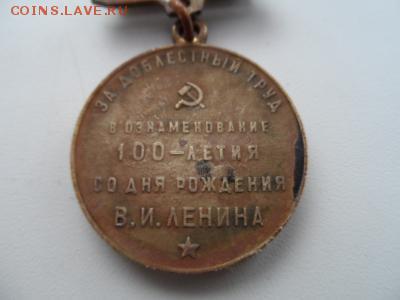 COINS.LAVE.RU
ЗА ДОБЛЕСТНЫЙ ТРУД
В ОЗНАМЕНОВАНИЕ
100-ЛЕТИЯ
СО ДНЯ РОЖДЕНИЯ
В.И.ЛЕНИНА